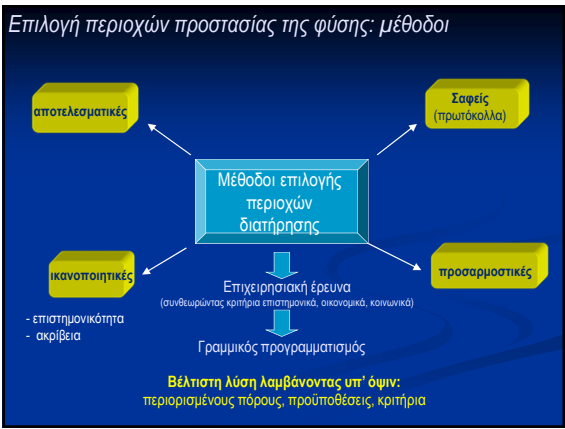 Επιλογή περιοχών προστασίας της φύσης: μέθοδοι
αποτελεσματικές
Σαφείς
(πρωτόκολλα)
Μέθοδοι επιλογής
περιοχών
διατήρησης
ικανοποιητικές
προσαρμοστικές
- επιστημονικότητα
- ακρίβεια
Επιχειρησιακή έρευνα
(συνθεωρώντας κριτήρια επιστημονικά, οικονομικά, κοινωνικά)
Γραμμικός προγραμματισμός
Βέλτιστη λύση λαμβάνοντας υπ’ όψιν:
περιορισμένους πόρους, προϋποθέσεις, κριτήρια